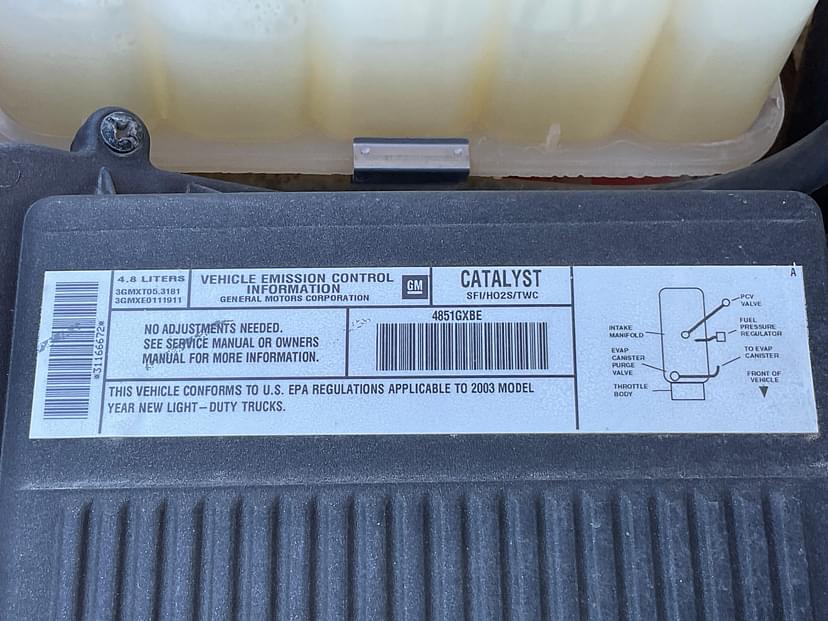 *31166672*
4.8 LITERS
3GMXT05.3181
3GMXE0111911
VEHICLE EMISSION CONTROL
INFORMATION
GENERAL MOTORS CORPORATION
GM
CATALYST
SFI/HO2S/TWC
NO ADJUSTMENTS NEEDED.
SEE SERVICE MANUAL OR OWNERS
MANUAL FOR MORE INFORMATION.
4851GXBE
THIS VEHICLE CONFORMS TO U.S. EPA REGULATIONS APPLICABLE TO 2003 MODEL
YEAR NEW LIGHT-DUTY TRUCKS.
A
PCV
VALVE
INTAKE
MANIFOLD
FUEL
PRESSURE
REGULATOR
EVAP
CANISTER
PURGE
VALVE
TO EVAP
CANISTER
THROTTLE
BODY
FRONT OF
VEHICLE